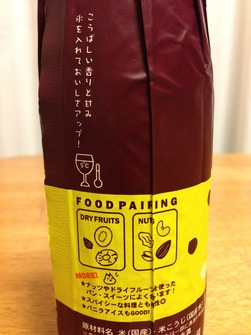 こうばしい香りと甘み
氷を入れておいしさアップ！
5℃
FOOD PAIRING
DRY FRUITS
NUTS
MORE!
★ナッツやドライフルーツを使った
パン・スイーツによく合います！
★スパイシーな料理とも相性◎
★バニラアイスもGOOD!
原材料名 米(国産)・米こうじ(国産米)